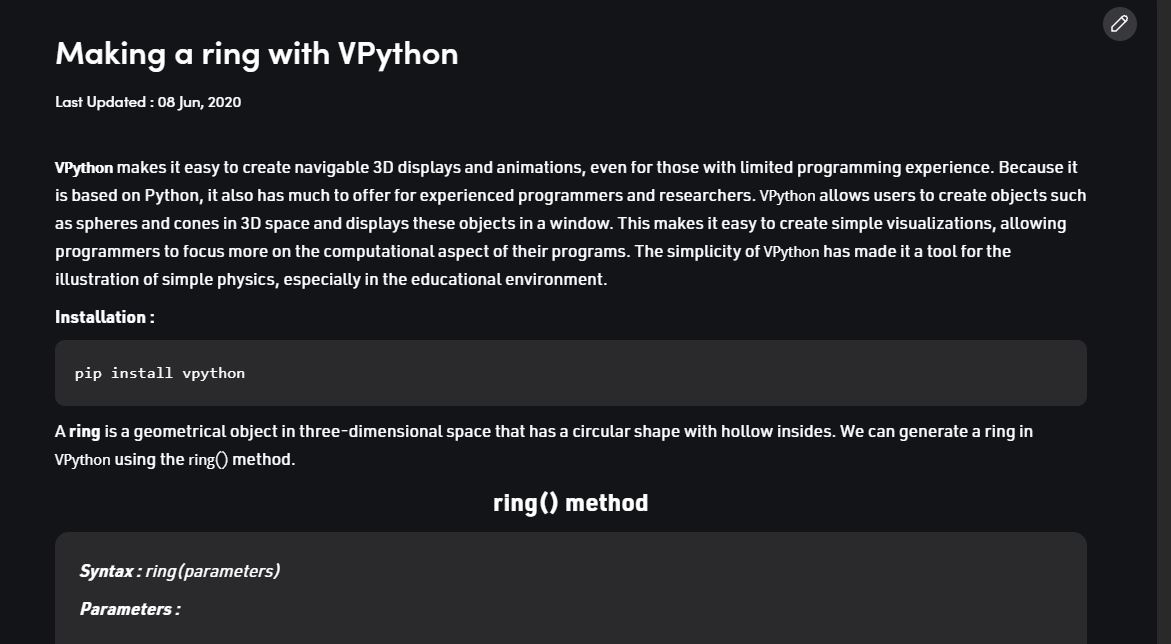 Making a ring with VPython
Last Updated : 08 Jun, 2020
VPython makes it easy to create navigable 3D displays and animations, even for those with limited programming experience. Because it
is based on Python, it also has much to offer for experienced programmers and researchers. VPython allows users to create objects such
as spheres and cones in 3D space and displays these objects in a window. This makes it easy to create simple visualizations, allowing
programmers to focus more on the computational aspect of their programs. The simplicity of VPython has made it a tool for the
illustration of simple physics, especially in the educational environment.
Installation :
pip install vpython
A ring is a geometrical object in three-dimensional space that has a circular shape with hollow insides. We can generate a ring in
VPython using the ring() method.
ring() method
Syntax : ring(parameters)
Parameters :